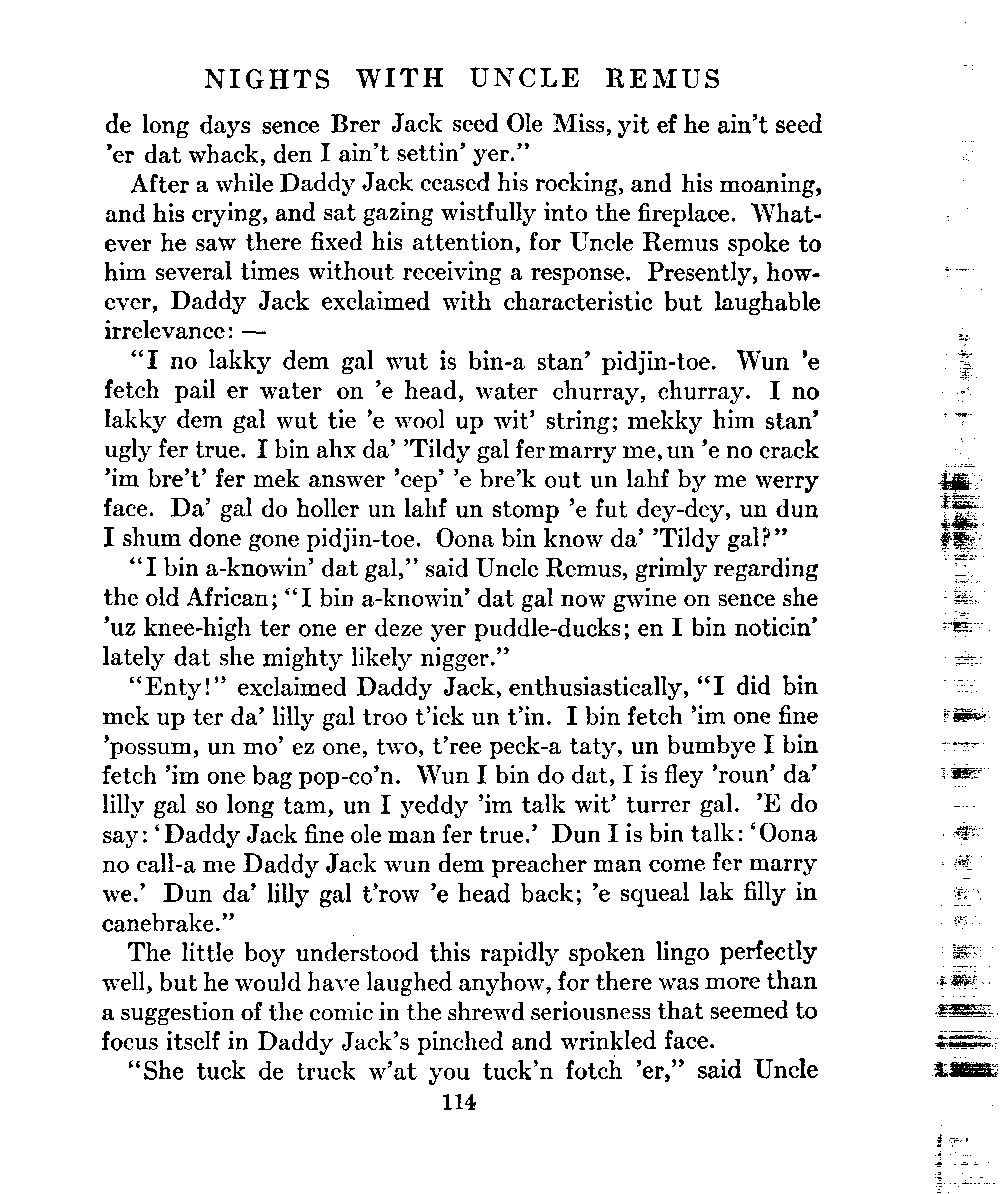 NIGHTS WITH UNCLE REMUS
de long days sence Brer Jack seed Ole Miss, yit ef he ain't seed
'er dat whack, den I ain't settin' yer."
After a while Daddy Jack ceased his rocking, and his moaning,
and his crying, and sat gazing wistfully into the fireplace. What-
ever he saw there fixed his attention, for Uncle Remus spoke to
him several times without receiving a response. Presently, how-
ever, Daddy Jack exclaimed with characteristic but laughable
irrelevance: —
"I no lakky dem gal wut is bin-a stan' pidjin-toe. Wun 'e
fetch pail er water on 'e head, water churray, churray. I no
lakky dem gal wut tie 'e wool up wit' string; mekky him stan'
ugly fer true. I bin ahx da' 'Tildy gal fer marry me, un 'e no crack
'im bre't' fer mek answer 'cep' 'e bre'k out un lahf by me werry
face. Da' gal do holler un lahf un stomp 'e fut dey-dey, un dun
I shum done gone pidjin-toe. Oona bin know da' 'Tildy gal?"
"I bin a-knowin' dat gal," said Uncle Remus, grimly regarding
the old African; "I bin a-knowin' dat gal now gwine on sence she
'uz knee-high ter one er deze yer puddle-ducks; en I bin noticin'
lately dat she mighty likely nigger."
"Enty!" exclaimed Daddy Jack, enthusiastically, "I did bin
mek up ter da' lilly gal troo t'ick un t'in. I bin fetch 'im one fine
'possum, un mo' ez one, two, t'ree peck-a taty, un bumbye I bin
fetch 'im one bag pop-co'n. Wun I bin do dat, I is fley 'roun' da'
lilly gal so long tam, un I yeddy 'im talk wit' turrer gal. 'E do
say: 'Daddy Jack fine ole man fer true.' Dun I is bin talk: 'Oona
no call-a me Daddy Jack wun dem preacher man come fer marry
we.' Dun da' lilly gal t'row 'e head back; 'e squeal lak filly in
canebrake."
The little boy understood this rapidly spoken lingo perfectly
well, but he would have laughed anyhow, for there was more than
a suggestion of the comic in the shrewd seriousness that seemed to
focus itself in Daddy Jack's pinched and wrinkled face.
"She tuck de truck w'at you tuck'n fotch 'er," said Uncle
114